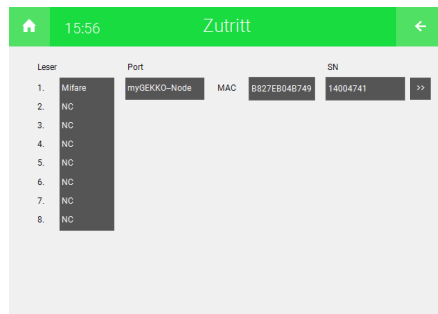 15:56 Zutritt
Leser Port SN
1. Mifare myGEKKO-Node MAC B827EB04B749 14004741 >>
2. NC
3. NC
4. NC
5. NC
6. NC
7. NC
8. NC